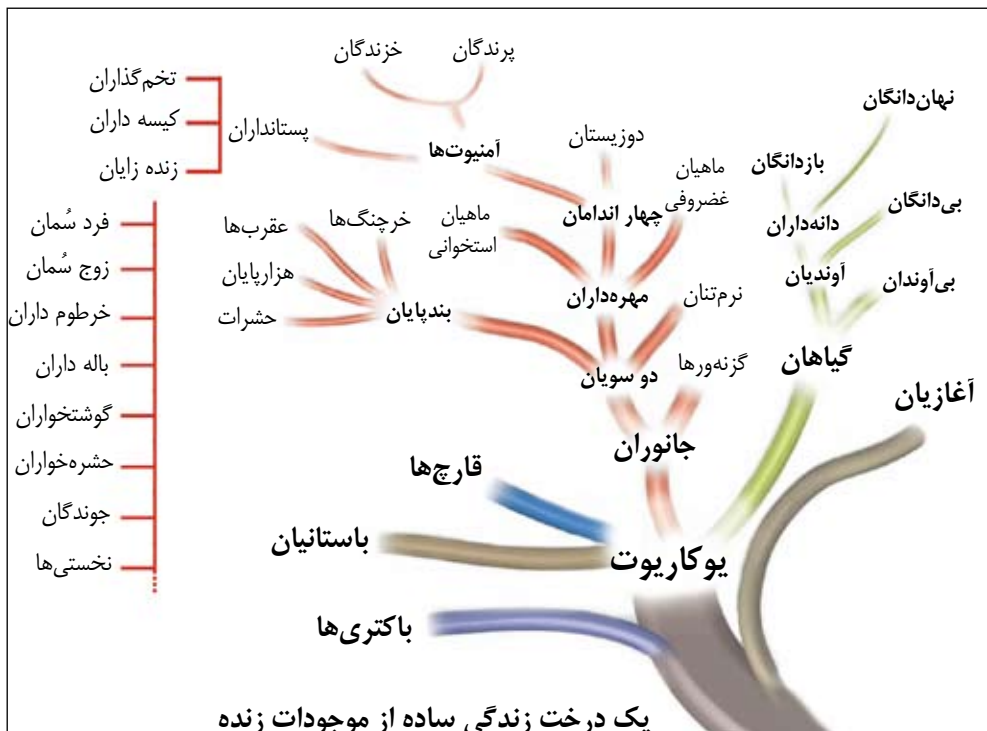 پرندگان
خزندگان
نهان‌دانگان
تخم‌گذاران
کیسه داران
زنده زایان
پستانداران
آمنیوت‌ها
دوزیستان
ماهیان
غضروفی
بازدانگان
بی‌دانگان
دانه‌داران
چهار اندامان
ماهیان
استخوانی
خرچنگ‌ها
عقرب‌ها
هزارپایان
حشرات
بندپایان
مهره‌داران
نرم‌تنان
آوندیان
بی‌آوندان
گیاهان
گزنه‌ورها
دو سویان
آغازیان
جانوران
قارچ‌ها
باستانیان
یوکاریوت
باکتری‌ها
فرد سُمان
زوج سُمان
خرطوم داران
باله داران
گوشتخواران
حشره‌خواران
جوندگان
نخستی‌ها
یک درخت زندگی ساده از موجودات زنده